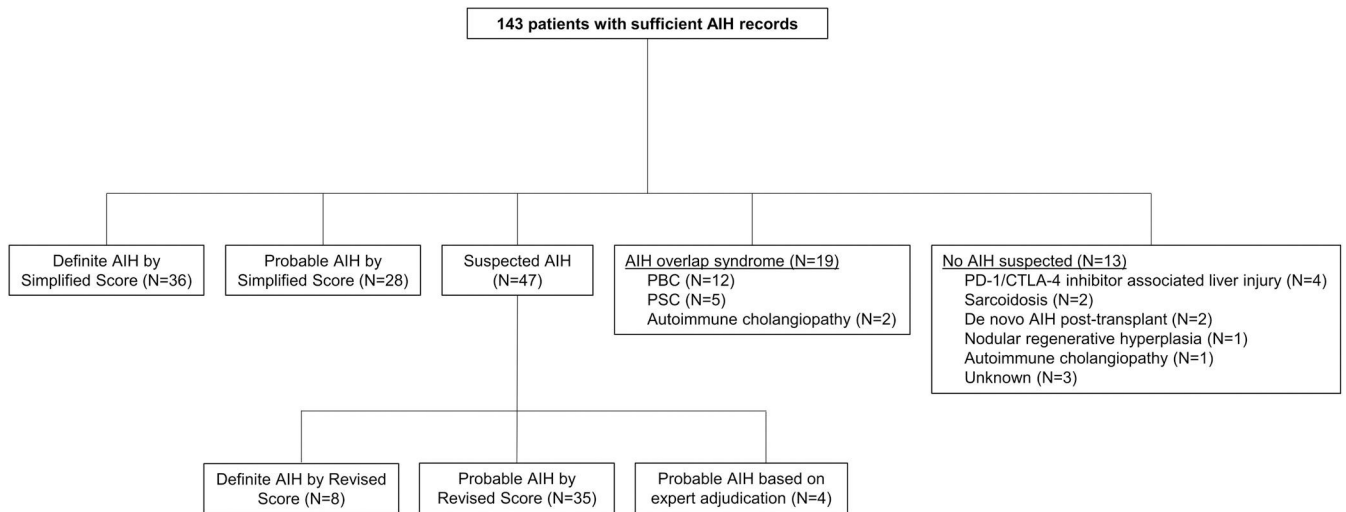 143 patients with sufficient AIH records
Definite AIH by
Simplified Score (N=36)
Probable AIH by
Simplified Score (N=28)
Suspected AIH
(N=47)
AIH overlap syndrome (N=19)
PBC (N=12)
PSC (N=5)
Autoimmune cholangiopathy (N=2)
No AIH suspected (N=13)
PD-1/CTLA-4 inhibitor associated liver injury (N=4)
Sarcoidosis (N=2)
De novo AIH post-transplant (N=2)
Nodular regenerative hyperplasia (N=1)
Autoimmune cholangiopathy (N=1)
Unknown (N=3)
Definite AIH by Revised
Score (N=8)
Probable AIH by
Revised Score (N=35)
Probable AIH based on
expert adjudication (N=4)